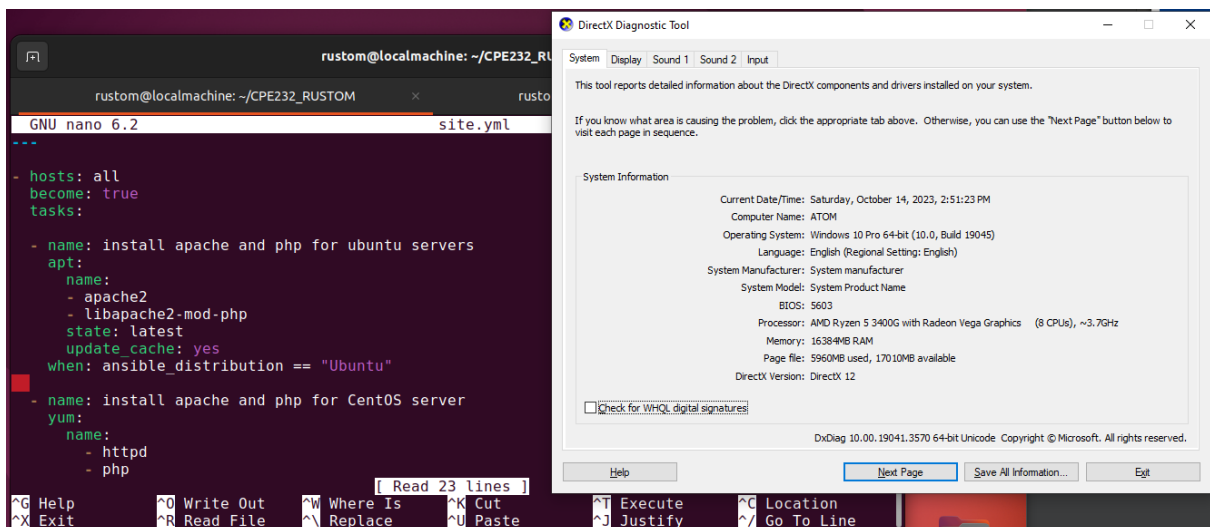 rustom@localmachine: ~/CPE232_RU
rustom@localmachine: ~/CPE232_RUSTOM × rusto
GNU nano 6.2 site.yml
---
- hosts: all
become: true
tasks:
- name: install apache and php for ubuntu servers
apt:
name:
- apache2
- libapache2-mod-php
state: latest
update_cache: yes
when: ansible_distribution == "Ubuntu"
- name: install apache and php for CentOS server
yum:
name:
- httpd
- php
[ Read 23 lines ]
^G Help ^O Write Out ^W Where Is ^K Cut ^T Execute ^C Location
^X Exit ^R Read File ^\ Replace ^U Paste ^J Justify ^/ Go To Line
DirectX Diagnostic Tool
System Display Sound 1 Sound 2 Input
This tool reports detailed information about the DirectX components and drivers installed on your system.
If you know what area is causing the problem, click the appropriate tab above. Otherwise, you can use the "Next Page" button below to
visit each page in sequence.
System Information
Current Date/Time: Saturday, October 14, 2023, 2:51:23 PM
Computer Name: ATOM
Operating System: Windows 10 Pro 64-bit (10.0, Build 19045)
Language: English (Regional Setting: English)
System Manufacturer: System manufacturer
System Model: System Product Name
BIOS: 5603
Processor: AMD Ryzen 5 3400G with Radeon Vega Graphics (8 CPUs), ~3.7GHz
Memory: 16384MB RAM
Page file: 5960MB used, 17010MB available
DirectX Version: DirectX 12
Check for WHQL digital signatures
DxDiag 10.00.19041.3570 64-bit Unicode Copyright © Microsoft. All rights reserved.
Help Next Page Save All Information... Exit